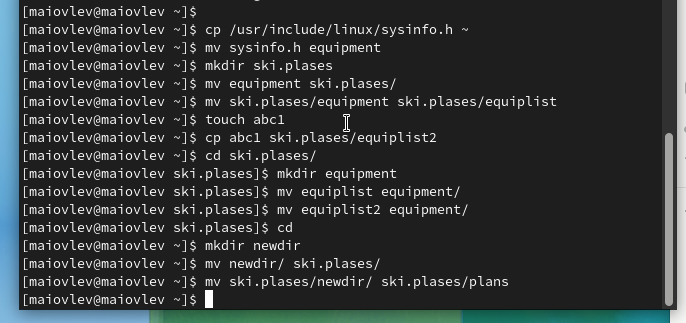 [maiovlev@maiovlev ~]$
[maiovlev@maiovlev ~]$ cp /usr/include/linux/sysinfo.h ~
[maiovlev@maiovlev ~]$ mv sysinfo.h equipment
[maiovlev@maiovlev ~]$ mkdir ski.plases
[maiovlev@maiovlev ~]$ mv equipment ski.plases/
[maiovlev@maiovlev ~]$ mv ski.plases/equipment ski.plases/equiplist
[maiovlev@maiovlev ~]$ touch abc1
[maiovlev@maiovlev ~]$ cp abc1 ski.plases/equiplist2
[maiovlev@maiovlev ~]$ cd ski.plases/
[maiovlev@maiovlev ski.plases]$ mkdir equipment
[maiovlev@maiovlev ski.plases]$ mv equiplist equipment/
[maiovlev@maiovlev ski.plases]$ mv equiplist2 equipment/
[maiovlev@maiovlev ski.plases]$ cd
[maiovlev@maiovlev ~]$ mkdir newdir
[maiovlev@maiovlev ~]$ mv newdir/ ski.plases/
[maiovlev@maiovlev ~]$ mv ski.plases/newdir/ ski.plases/plans
[maiovlev@maiovlev ~]$